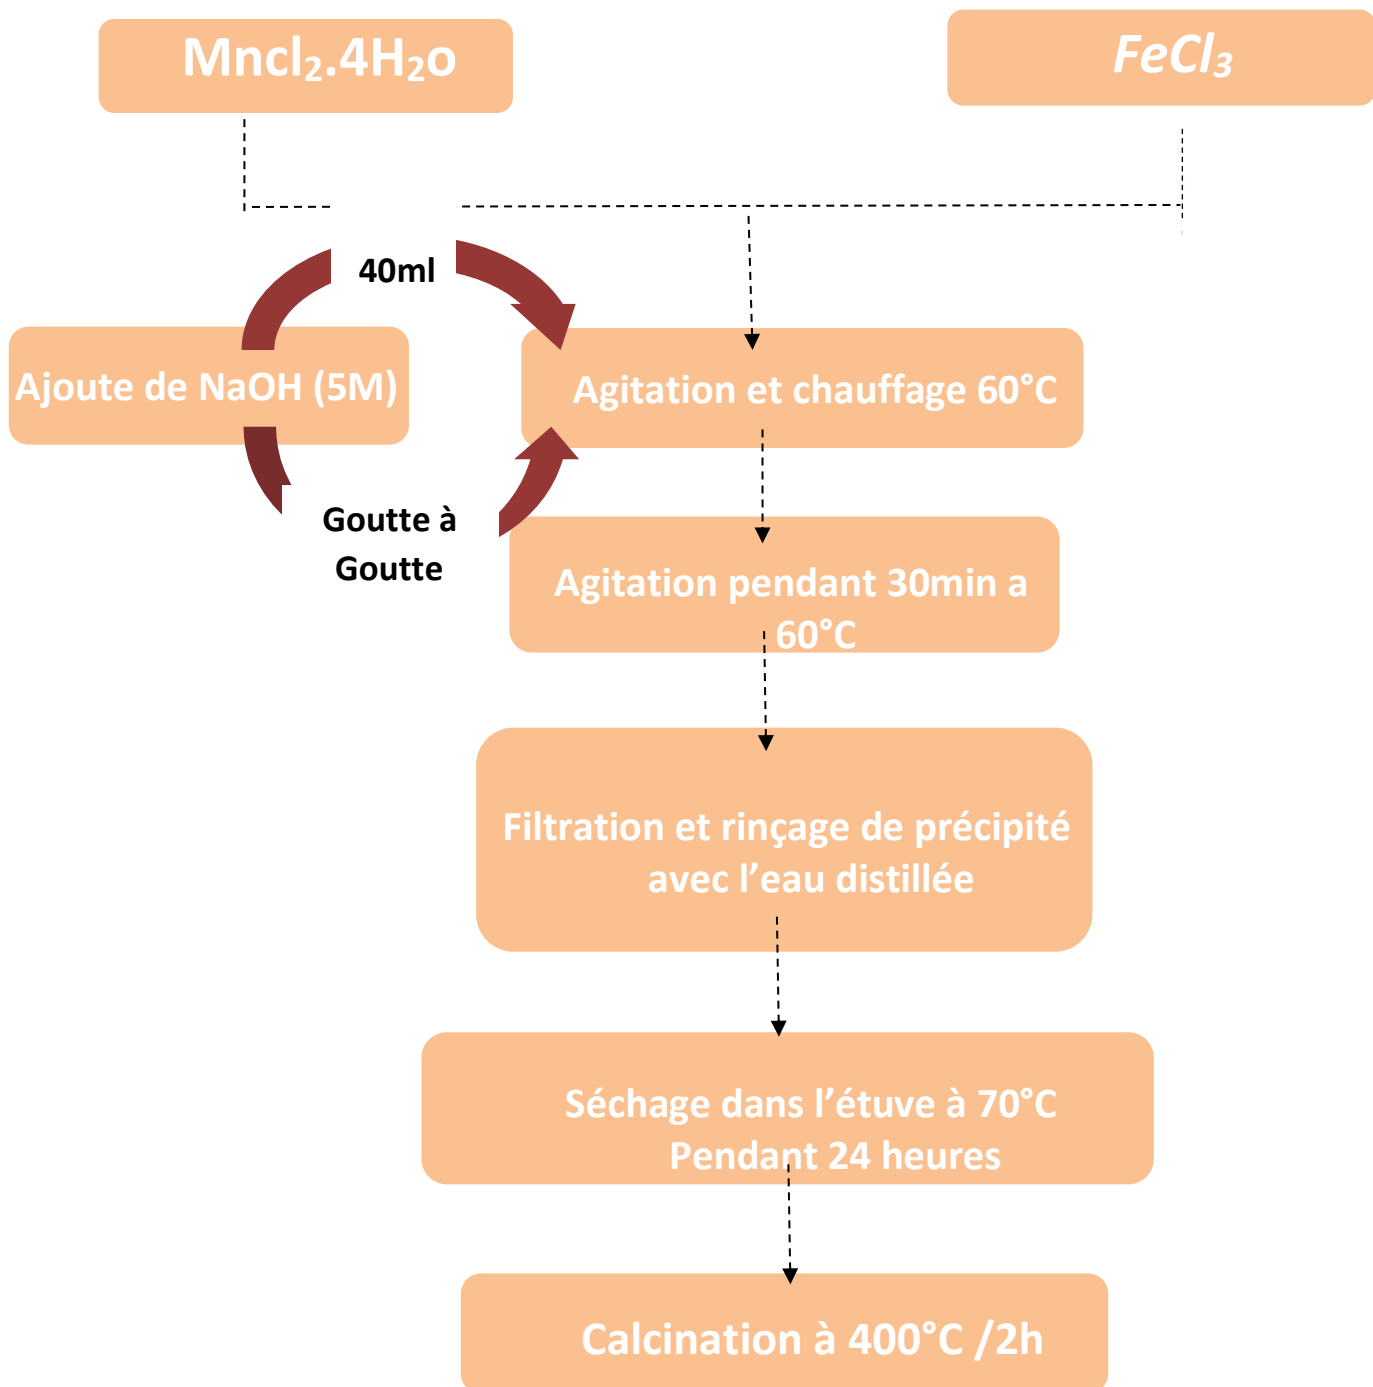 Mncl₂.4H₂o
FeCl₃
40ml
Ajoute de NaOH (5M)
Agitation et chauffage 60°C
Goutte à
Goutte
Agitation pendant 30min a
60°C
Filtration et rinçage de précipité
avec l’eau distillée
Séchage dans l’étuve à 70°C
Pendant 24 heures
Calcination à 400°C /2h